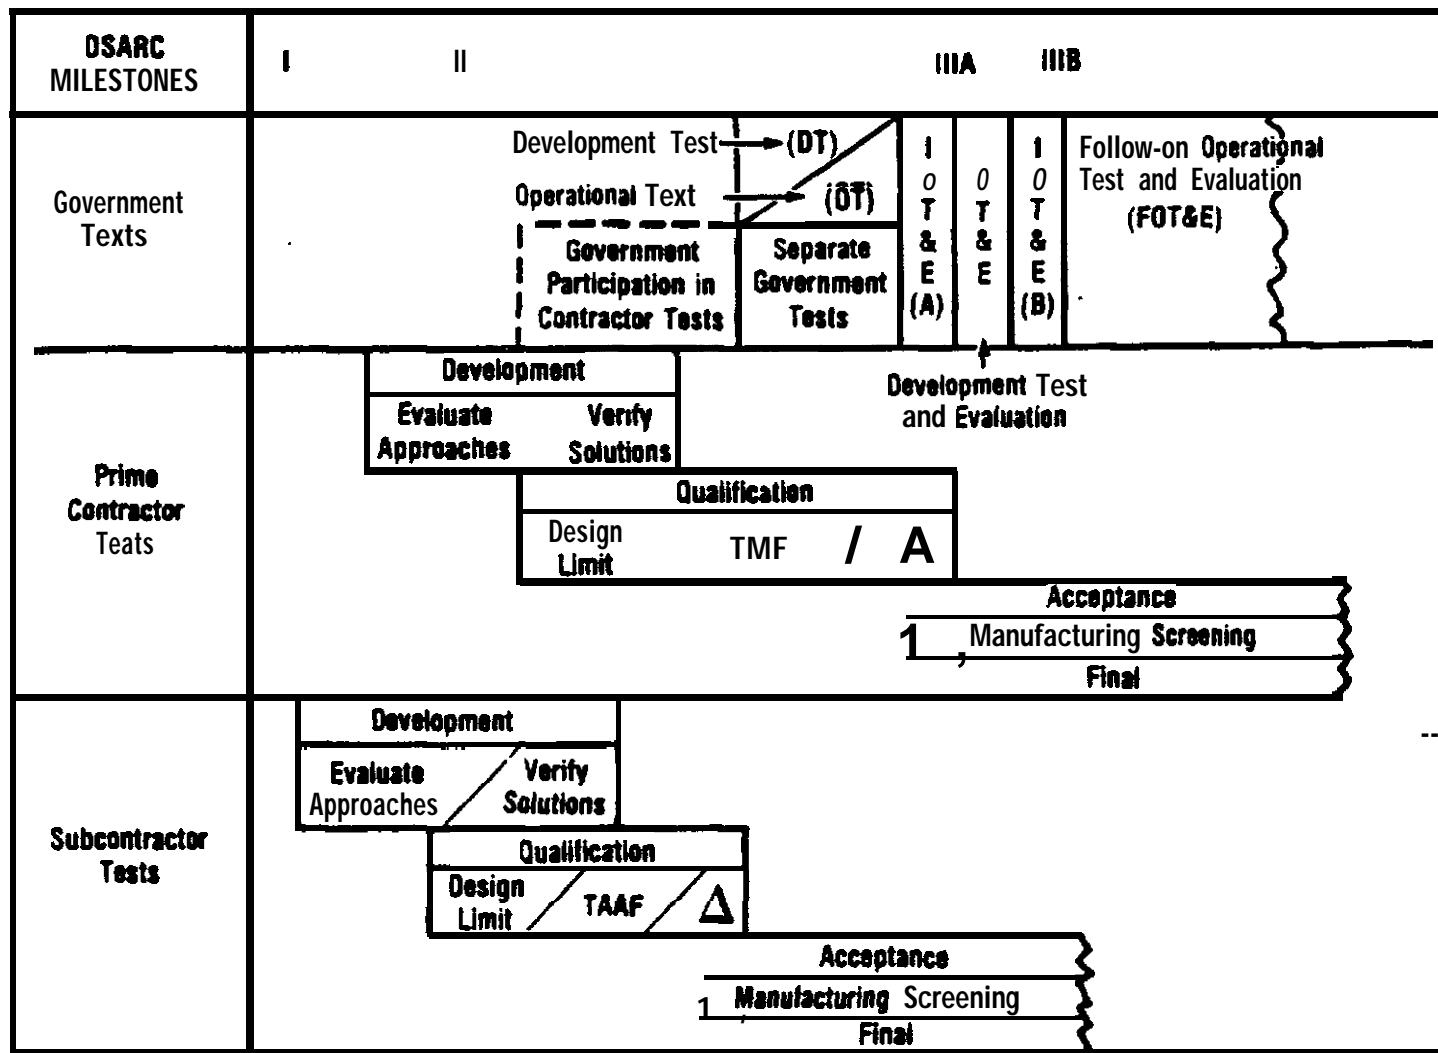 DSARC
MILESTONES
I
II
IIIA
IIIB
Government
Texts
Development Test
(DT)
Operational Text
(OT)
Government
Participation in
Contractor Tests
Separate
Government
Tests
I
O
T
&
E
(A)
O
T
&
E
I
O
T
&
E
(B)
Follow-on Operational
Test and Evaluation
(FOT&E)
Development Test
and Evaluation
Prime
Contractor
Teats
Development
Evaluate
Approaches
Verify
Solutions
Qualification
Design
Limit
TMF
/ A
Acceptance
1 , Manufacturing Screening
Final
Subcontractor
Tests
Development
Evaluate
Approaches
Verify
Solutions
Qualification
Design
Limit
TAAF
Δ
Acceptance
1 , Manufacturing Screening
Final